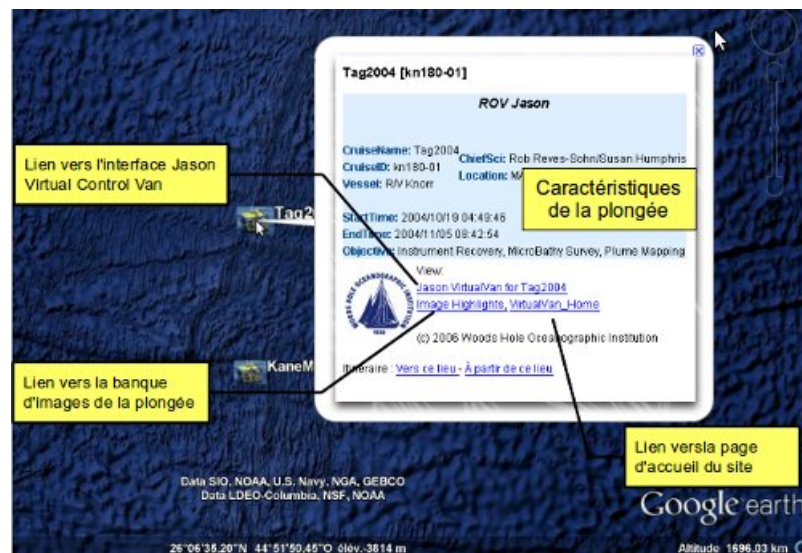 Tag2004 [kn180-01]
ROV Jason
CruiseName: Tag2004
CruiseID: kn180-01
Vessel: R/V Knorr
ChiefSci: Rob Reves-Sohn/Susan Humphris
Location:
StartTime: 2004/10/19 04:49:46
EndTime: 2004/11/05 08:42:54
Objective: Instrument Recovery, MicroBathy Survey, Plume Mapping
View:
Jason VirtualVan for Tag2004
Image Highlights, VirtualVan_Home
WOODS HOLE OCEANOGRAPHIC INSTITUTION
1930
(c) 2006 Woods Hole Oceanographic Institution
Itinéraire : Vers ce lieu - À partir de ce lieu
Lien vers l'interface Jason
Virtual Control Van
Caractéristiques
de la plongée
Tag2
KaneM
Lien vers la banque
d'images de la plongée
Lien versla page
d'accueil du site
Data SIO, NOAA, U.S. Navy, NGA, GEBCO
Data LDEO-Columbia, NSF, NOAA
Google earth
26°06'35.20"N 44°51'50.45"O élév.-3814 m
Altitude 1696.03 km